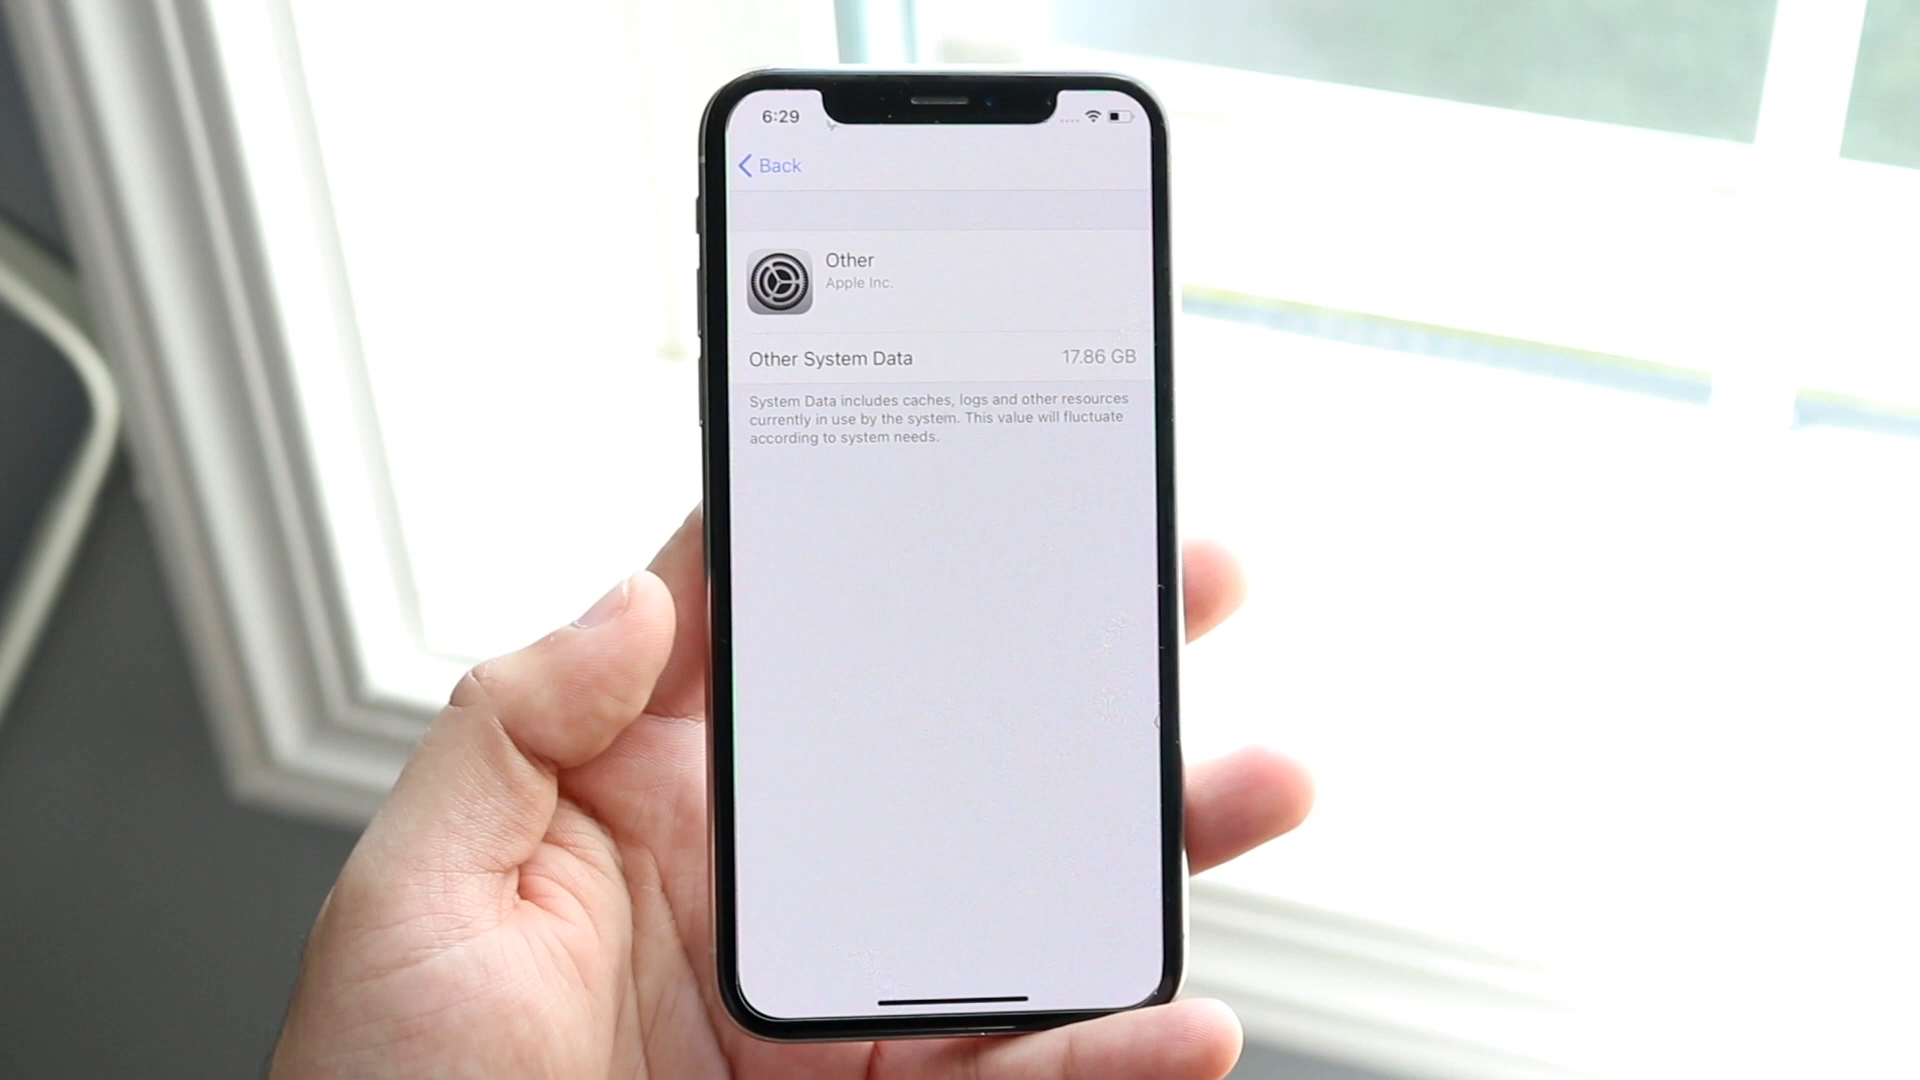 6:29
Back
Other
Apple Inc.
Other System Data 17.86 GB
System Data includes caches, logs and other resources
currently in use by the system. This value will fluctuate
according to system needs.